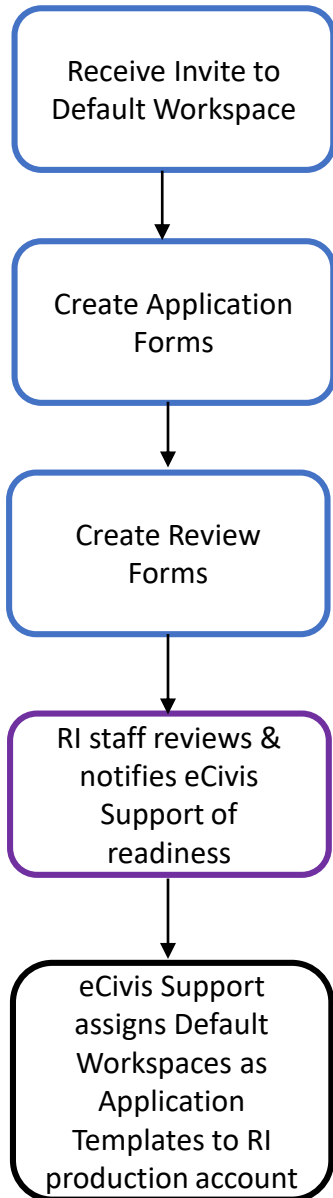 Receive Invite to
Default Workspace
Create Application
Forms
Create Review
Forms
RI staff reviews &
notifies eCivis
Support of
readiness
eCivis Support
assigns Default
Workspaces as
Application
Templates to RI
production account